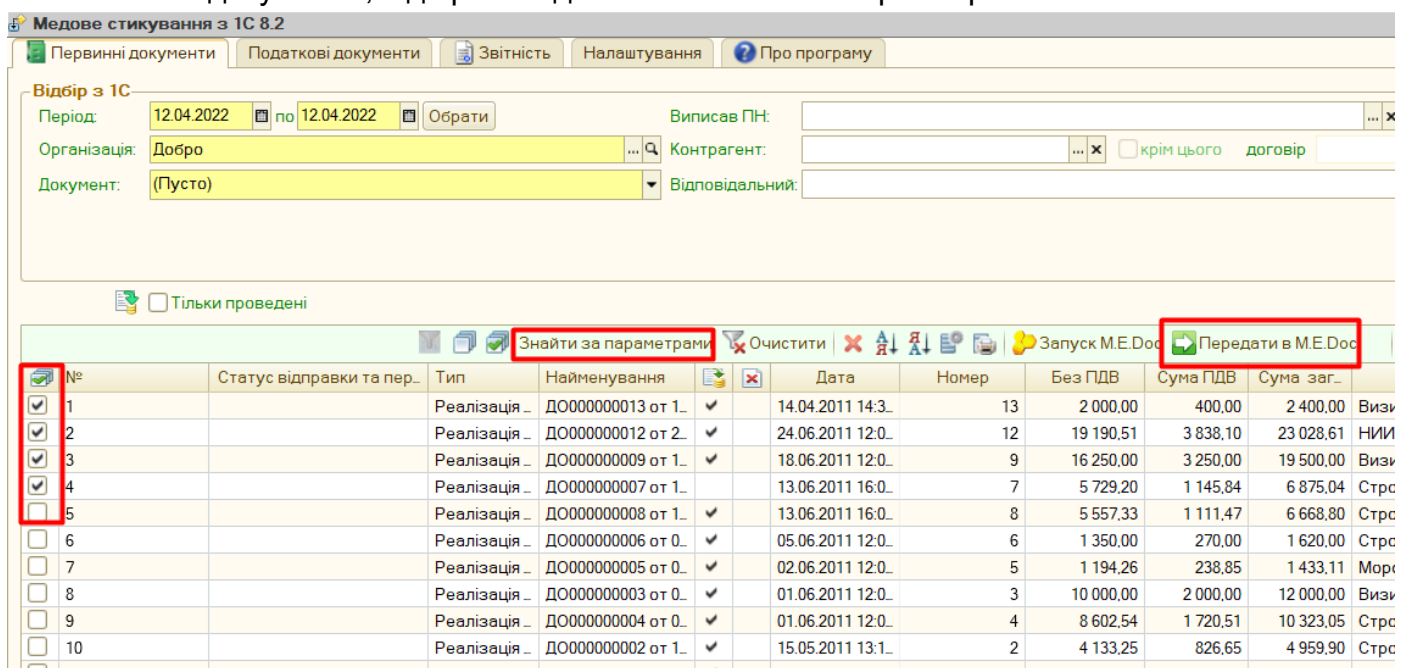 Медове стикування з 1С 8.2
Первинні документи Податкові документи Звітність Налаштування Про програму
Відбір з 1С
Період: 12.04.2022 по 12.04.2022 Обрати Виписав ПН: ... x
Організація: Добро ... Контрагент: ... x крім цього договір
Документ: (Пусто) Відповідальний:
Тільки проведені
Знайти за параметрами Очистити Запуск M.E.Doc Передати в M.E.Doc
№ Статус відправки та пер... Тип Найменування Дата Номер Без ПДВ Сума ПДВ Сума заг...
1 Реалізація ... ДО000000013 от 1... 14.04.2011 14:3... 13 2 000,00 400,00 2 400,00 Визи
2 Реалізація ... ДО000000012 от 2... 24.06.2011 12:0... 12 19 190,51 3 838,10 23 028,61 НИИ
3 Реалізація ... ДО000000009 от 1... 18.06.2011 12:0... 9 16 250,00 3 250,00 19 500,00 Визи
4 Реалізація ... ДО000000007 от 1... 13.06.2011 16:0... 7 5 729,20 1 145,84 6 875,04 Стро
5 Реалізація ... ДО000000008 от 1... 13.06.2011 16:0... 8 5 557,33 1 111,47 6 668,80 Стро
6 Реалізація ... ДО000000006 от 0... 05.06.2011 12:0... 6 1 350,00 270,00 1 620,00 Стро
7 Реалізація ... ДО000000005 от 0... 02.06.2011 12:0... 5 1 194,26 238,85 1 433,11 Моро
8 Реалізація ... ДО000000003 от 0... 01.06.2011 12:0... 3 10 000,00 2 000,00 12 000,00 Визи
9 Реалізація ... ДО000000004 от 0... 01.06.2011 12:0... 4 8 602,54 1 720,51 10 323,05 Стро
10 Реалізація ... ДО000000002 от 1... 15.05.2011 13:1... 2 4 133,25 826,65 4 959,90 Стро